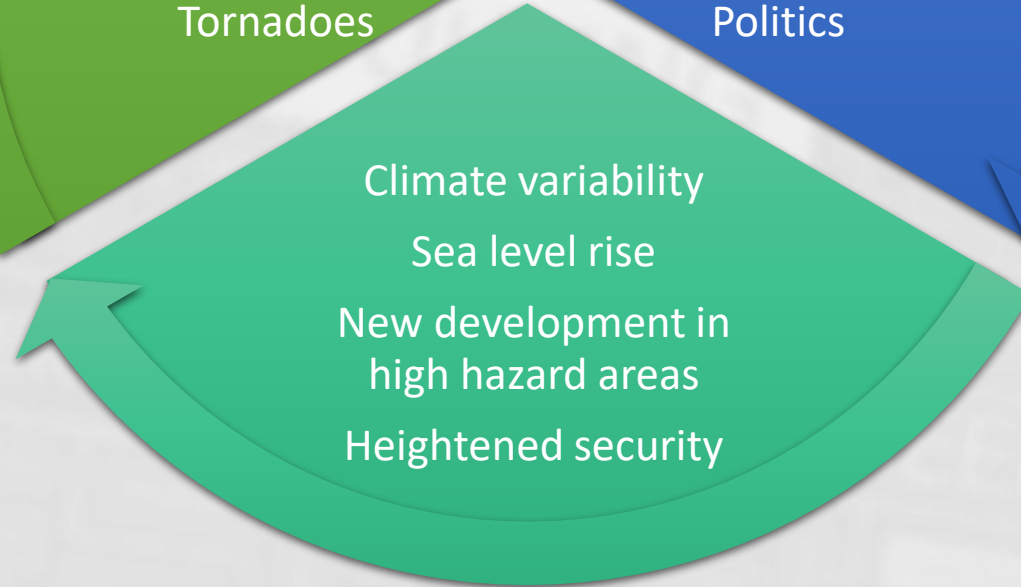 Tornadoes
Politics
Climate variability
Sea level rise
New development in
high hazard areas
Heightened security